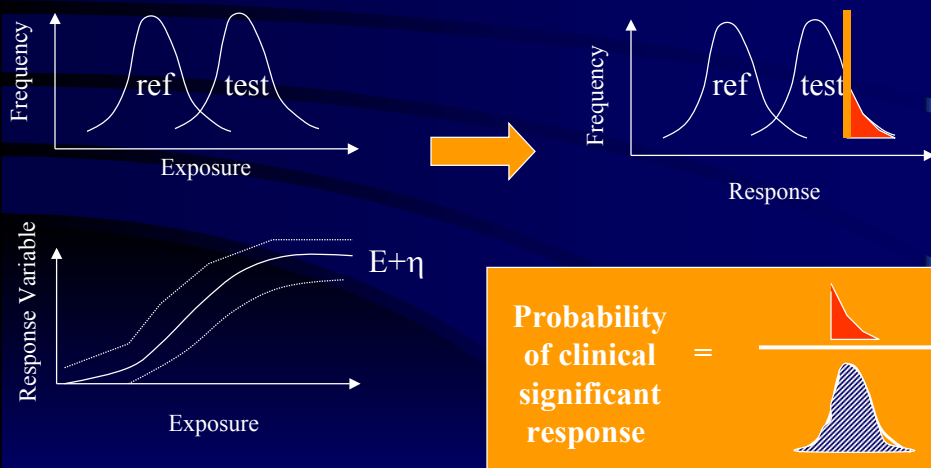 Frequency
ref
test
Exposure
Frequency
ref
test
Response
Response Variable
E+η
Exposure
Probability
of clinical
significant
response
=